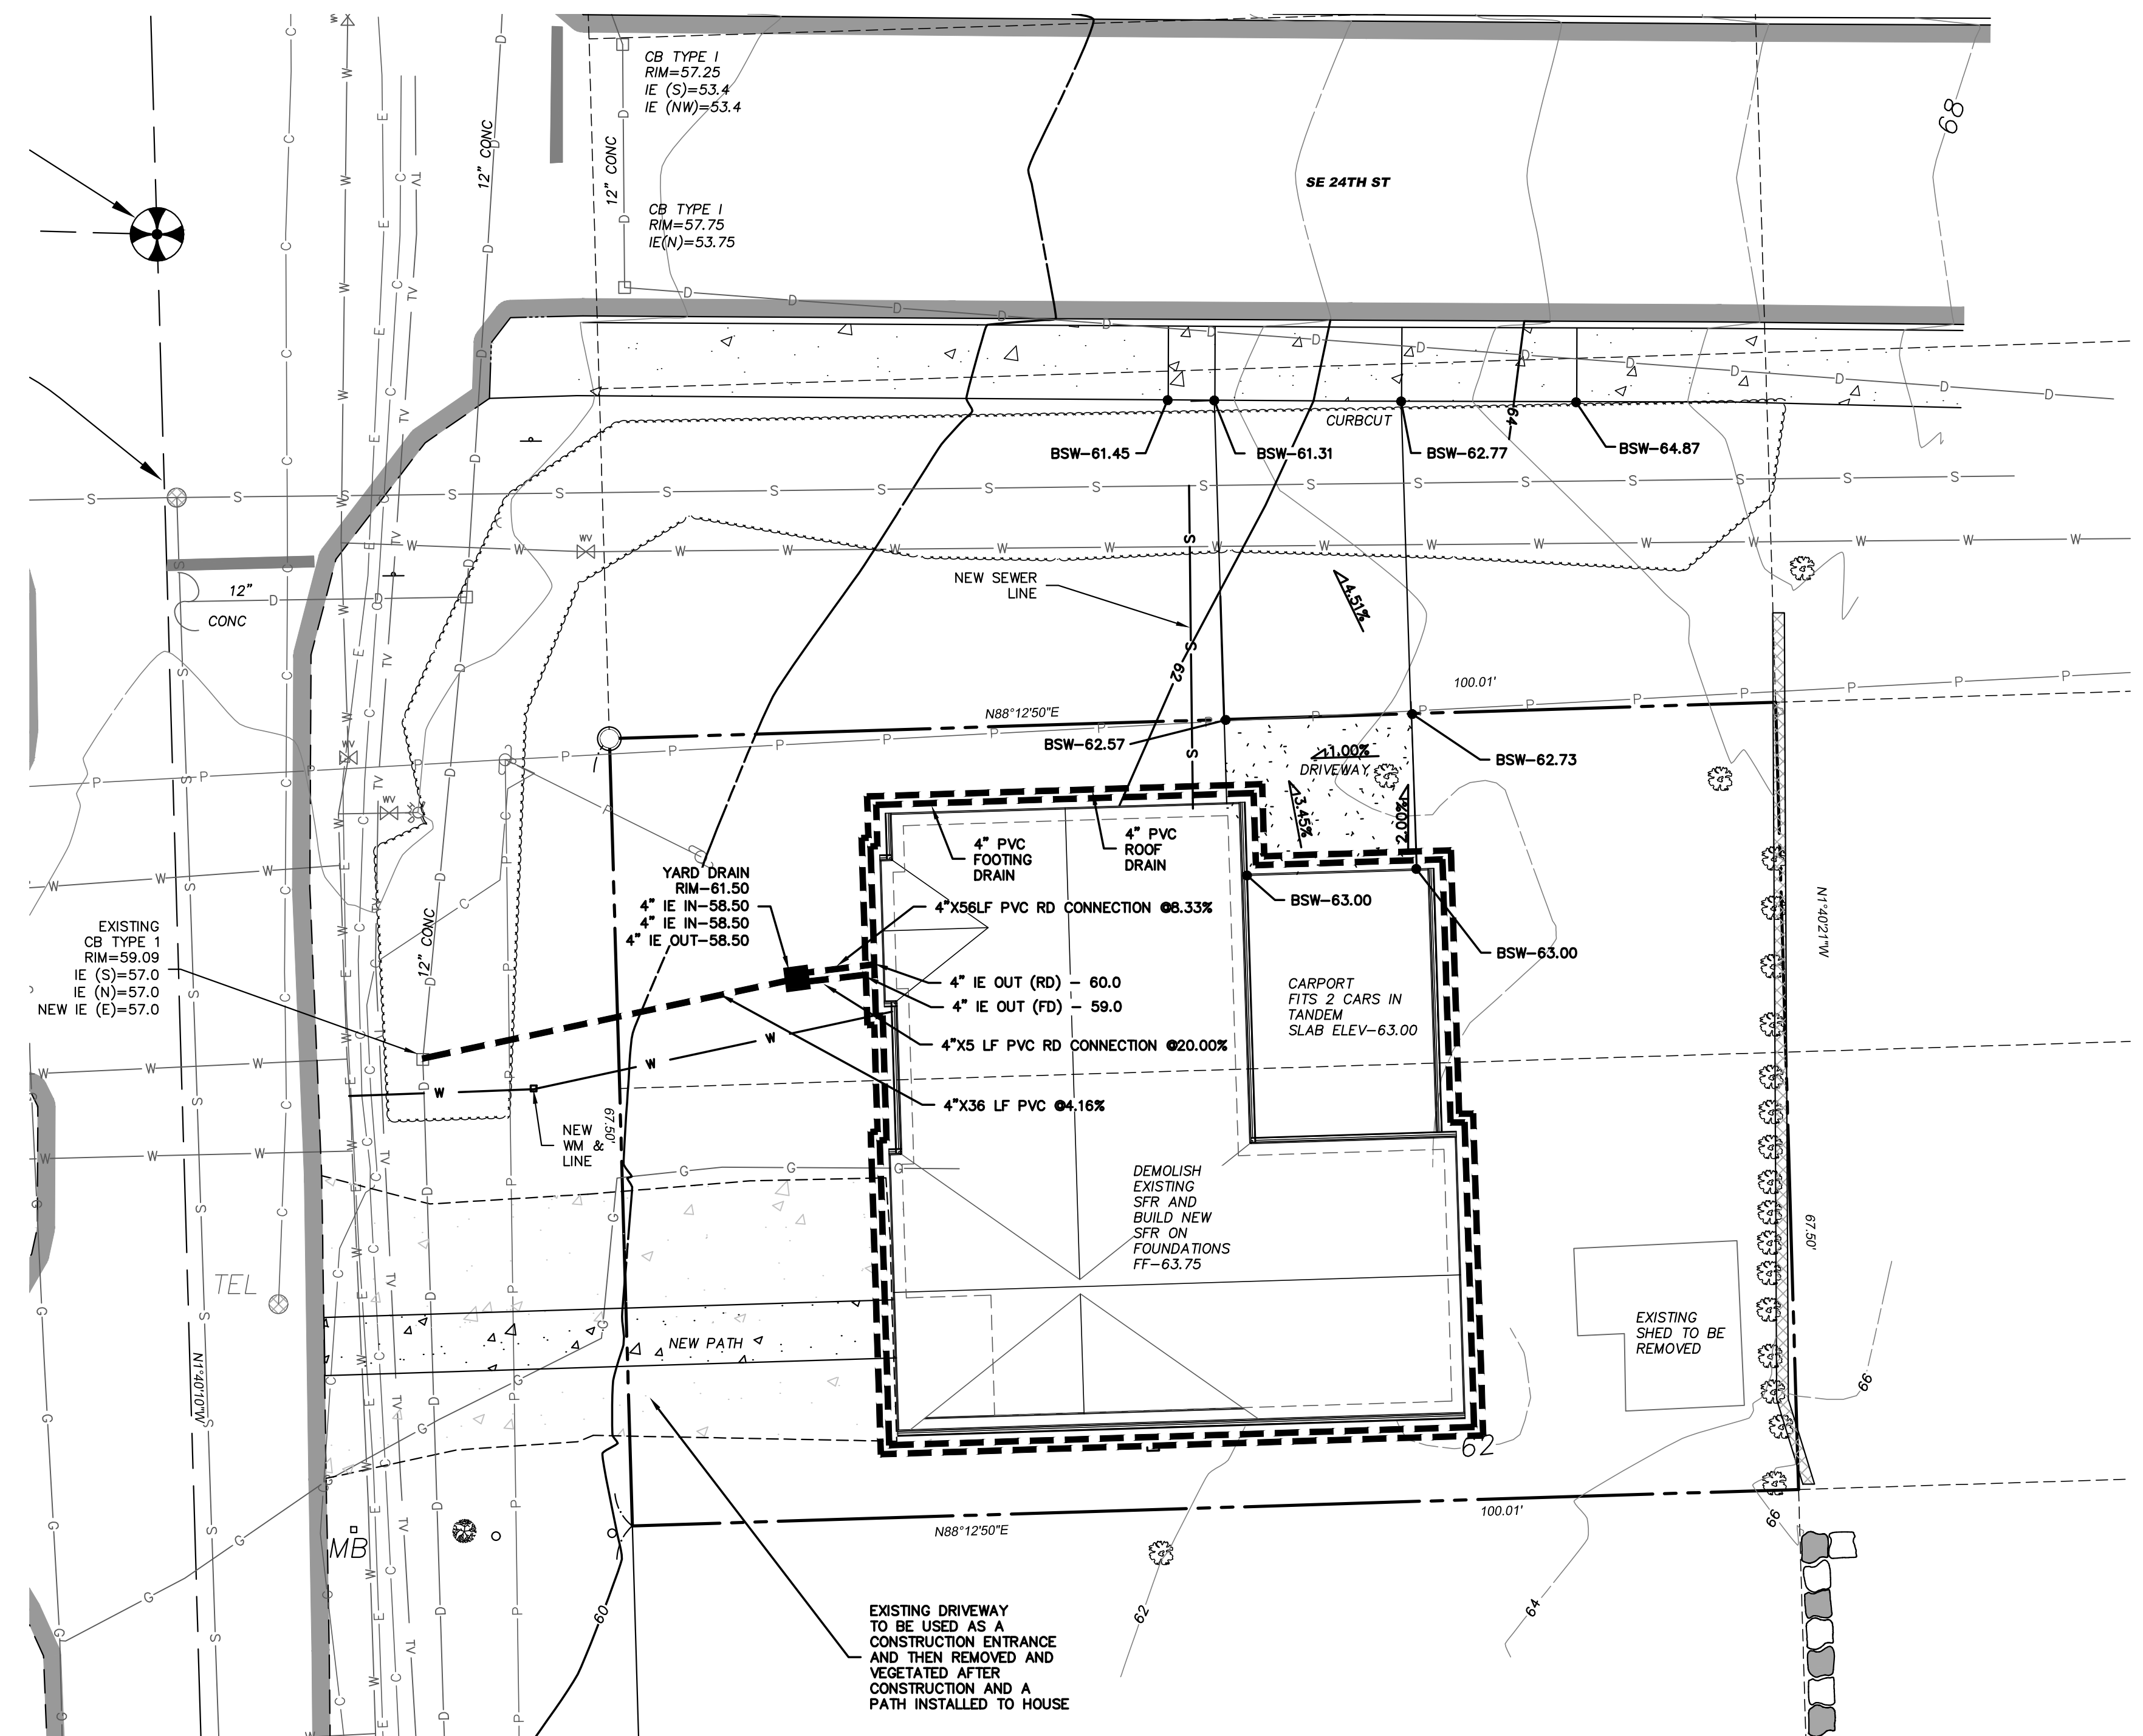 CB TYPE I
RIM=57.25
IE (S)=53.4
IE (NW)=53.4
12" CONC
12" CONC
CB TYPE I
RIM=57.75
IE(N)=53.75
SE 24TH ST
68
CURBCUT
BSW-61.45
BSW-61.31
BSW-62.77
64
BSW-64.87
WV
NEW SEWER
LINE
4.51%
12"
CONC
62
100.01'
N88°12'50"E
BSW-62.57
BSW-62.73
1.00%
DRIVEWAY
3.45%
2.00%
WV
WV
4" PVC
FOOTING
DRAIN
4" PVC
ROOF
DRAIN
YARD DRAIN
RIM-61.50
4" IE IN-58.50
4" IE IN-58.50
4" IE OUT-58.50
4"X56LF PVC RD CONNECTION @8.33%
BSW-63.00
BSW-63.00
N1°40'21"W
EXISTING
CB TYPE 1
RIM=59.09
IE (S)=57.0
IE (N)=57.0
NEW IE (E)=57.0
12" CONC
4" IE OUT (RD) - 60.0
4" IE OUT (FD) - 59.0
CARPORT
FITS 2 CARS IN
TANDEM
SLAB ELEV-63.00
4"X5 LF PVC RD CONNECTION @20.00%
4"X36 LF PVC @4.16%
NEW
WM &
LINE
67.50'
DEMOLISH
EXISTING
SFR AND
BUILD NEW
SFR ON
FOUNDATIONS
FF-63.75
67.50'
TEL
NEW PATH
EXISTING
SHED TO BE
REMOVED
N1°40'10"W
66
62
100.01'
N88°12'50"E
66
MB
60
62
64
EXISTING DRIVEWAY
TO BE USED AS A
CONSTRUCTION ENTRANCE
AND THEN REMOVED AND
VEGETATED AFTER
CONSTRUCTION AND A
PATH INSTALLED TO HOUSE